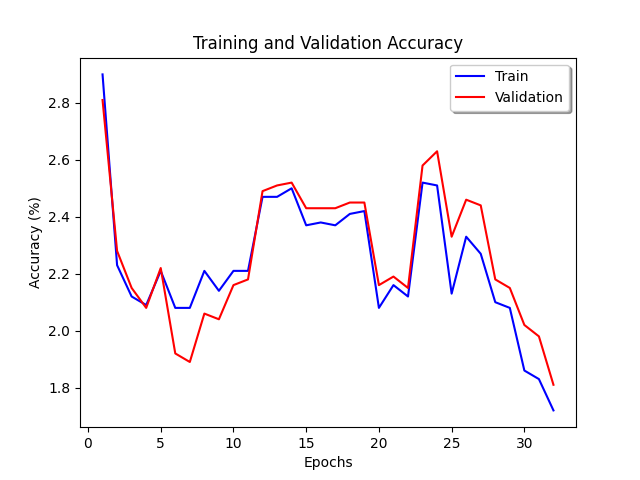 Training and Validation Accuracy
Train
Validation
Accuracy (%)
2.8
2.6
2.4
2.2
2.0
1.8
0 5 10 15 20 25 30
Epochs